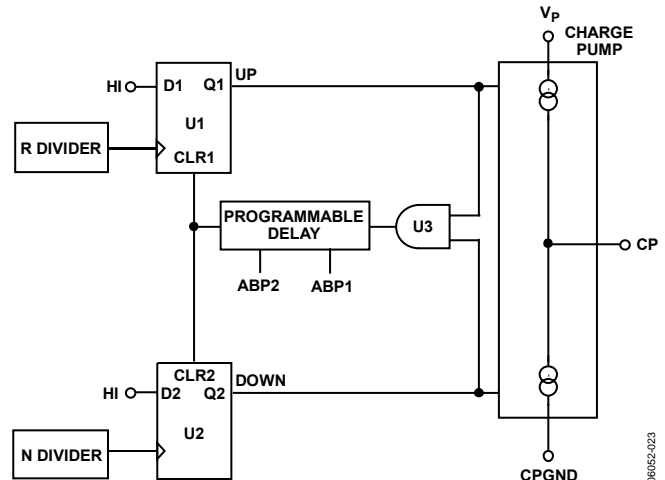 VP
CHARGE
PUMP
HI
D1
Q1
UP
U1
R DIVIDER
CLR1
PROGRAMMABLE
DELAY
U3
CP
ABP2
ABP1
CLR2
DOWN
HI
D2
Q2
U2
N DIVIDER
CPGND
06052-023